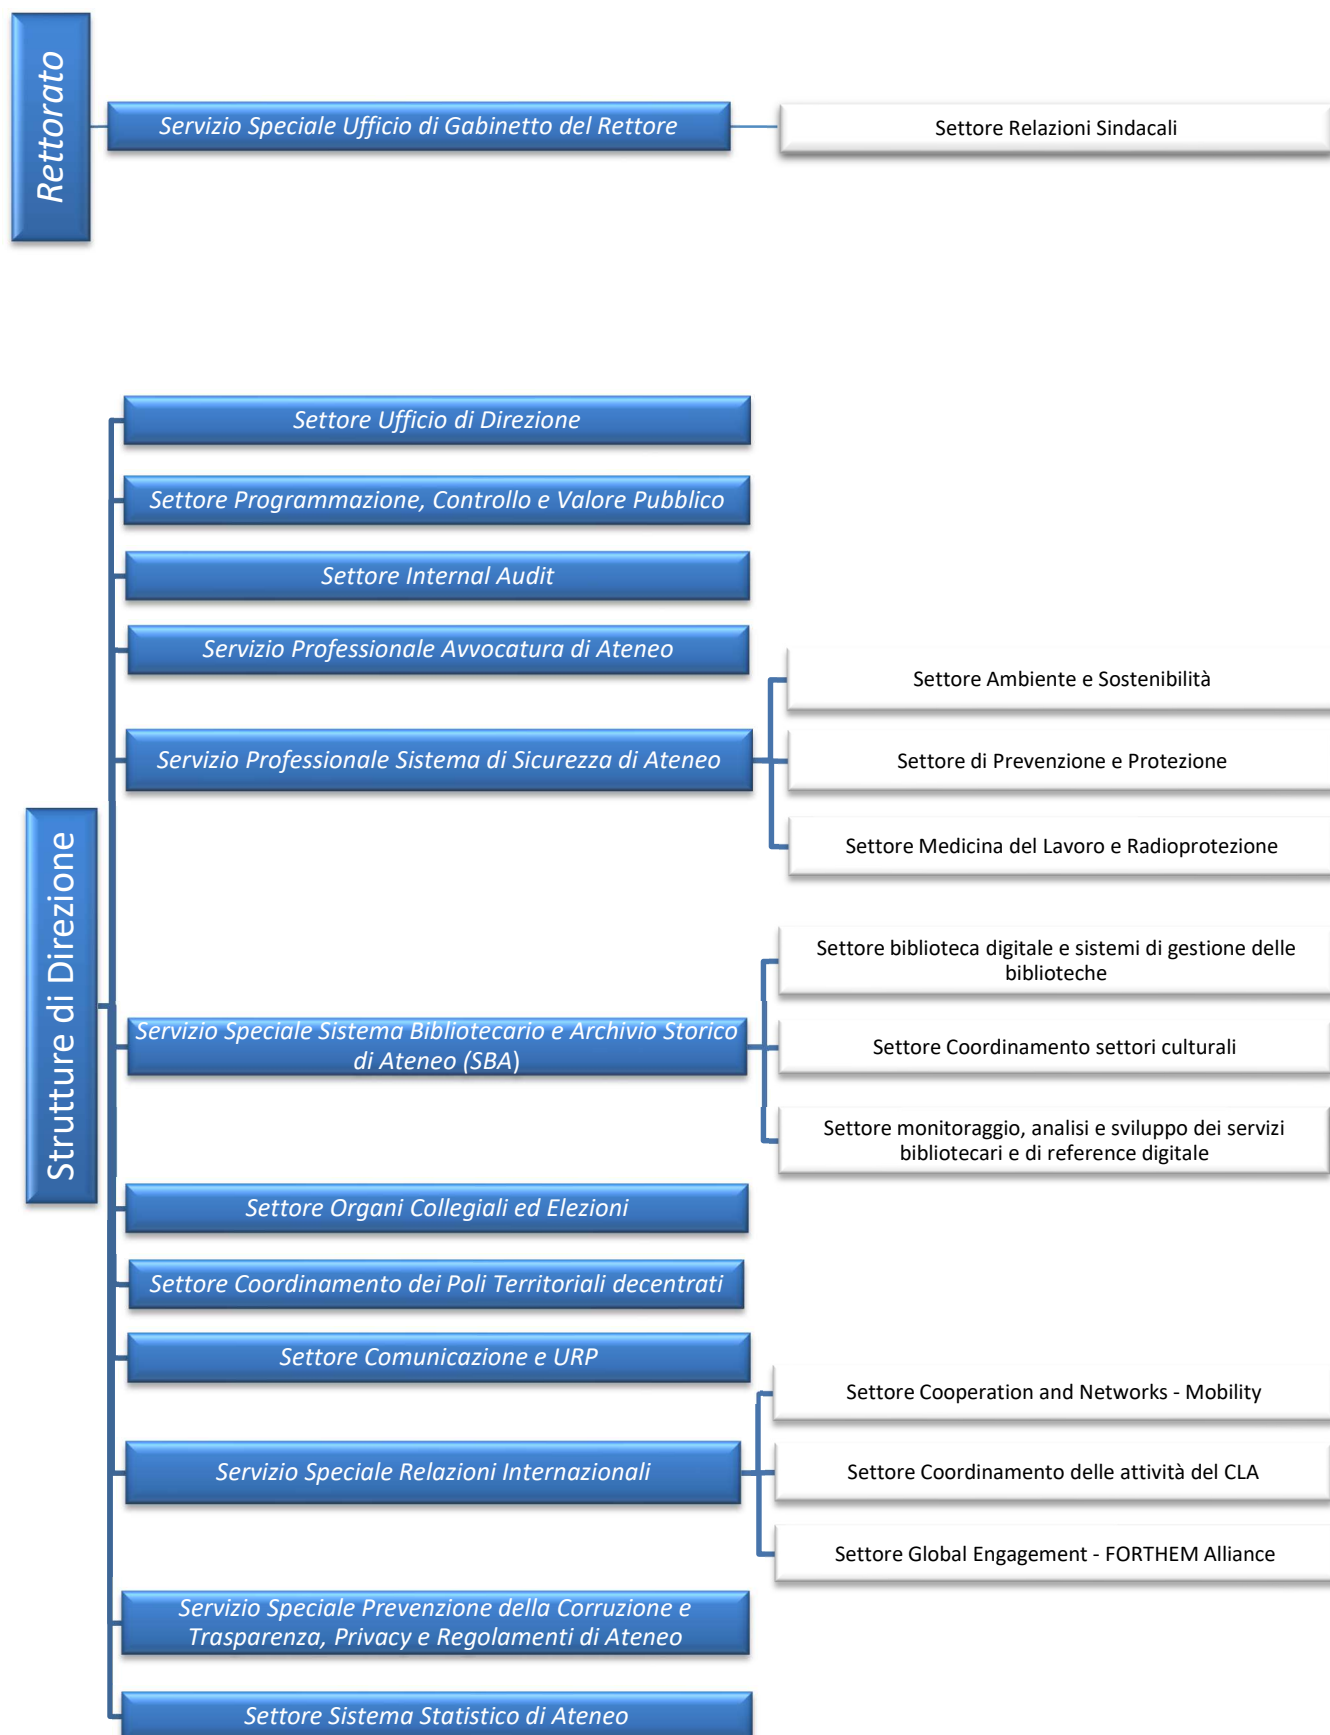 Rettorato
Servizio Speciale Ufficio di Gabinetto del Rettore
Settore Relazioni Sindacali
Strutture di Direzione
Settore Ufficio di Direzione
Settore Programmazione, Controllo e Valore Pubblico
Settore Internal Audit
Servizio Professionale Avvocatura di Ateneo
Servizio Professionale Sistema di Sicurezza di Ateneo
Settore Ambiente e Sostenibilità
Settore di Prevenzione e Protezione
Settore Medicina del Lavoro e Radioprotezione
Servizio Speciale Sistema Bibliotecario e Archivio Storico
di Ateneo (SBA)
Settore biblioteca digitale e sistemi di gestione delle
biblioteche
Settore Coordinamento settori culturali
Settore monitoraggio, analisi e sviluppo dei servizi
bibliotecari e di reference digitale
Settore Organi Collegiali ed Elezioni
Settore Coordinamento dei Poli Territoriali decentrati
Settore Comunicazione e URP
Servizio Speciale Relazioni Internazionali
Settore Cooperation and Networks - Mobility
Settore Coordinamento delle attività del CLA
Settore Global Engagement - FORTHEM Alliance
Servizio Speciale Prevenzione della Corruzione e
Trasparenza, Privacy e Regolamenti di Ateneo
Settore Sistema Statistico di Ateneo